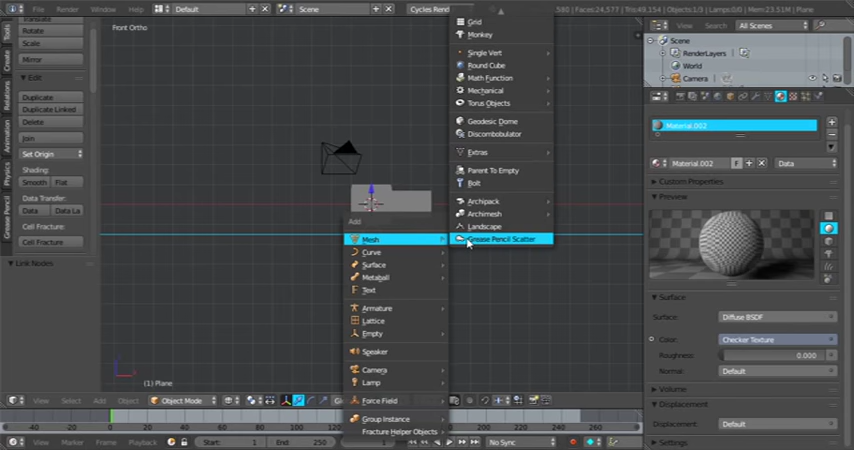 File
Render
Window
Help
Default
Scene
Cycles Rend
580 | Faces:24,577 | Tris:49,154 | Objects:1/3 | Lamps:0/0 | Mem:23.51M | Plane
Tools
Create
Relations
Animation
Physics
Grease Pencil
Translate
Rotate
Scale
Mirror
Edit
Duplicate
Duplicate Linked
Delete
Join
Set Origin
Shading:
Smooth
Flat
Data Transfer:
Data
Data La
Cell Fracture:
Cell Fracture
Link Nodes
Front Ortho
(1) Plane
Add
Mesh
Curve
Surface
Metaball
Text
Armature
Lattice
Empty
Speaker
Camera
Lamp
Force Field
Group Instance
Fracture Helper Objects
Grid
Monkey
Single Vert
Round Cube
Math Function
Mechanical
Torus Objects
Geodesic Dome
Discombobulator
Extras
Parent To Empty
Bolt
Archipack
Archimesh
Landscape
Grease Pencil Scatter
View
Select
Add
Object
Object Mode
-40
-20
0
20
40
60
80
100
120
140
160
180
200
220
240
260
280
View
Marker
Frame
Playback
Start:
1
End:
250
1
No Sync
View
Search
All Scenes
Scene
RenderLayers
World
Camera
Material.002
Material.002
F
Data
Custom Properties
Preview
Surface
Surface:
Diffuse BSDF
Color:
Checker Texture
Roughness:
0.000
Normal:
Default
Volume
Displacement
Displacement:
Default
Settings